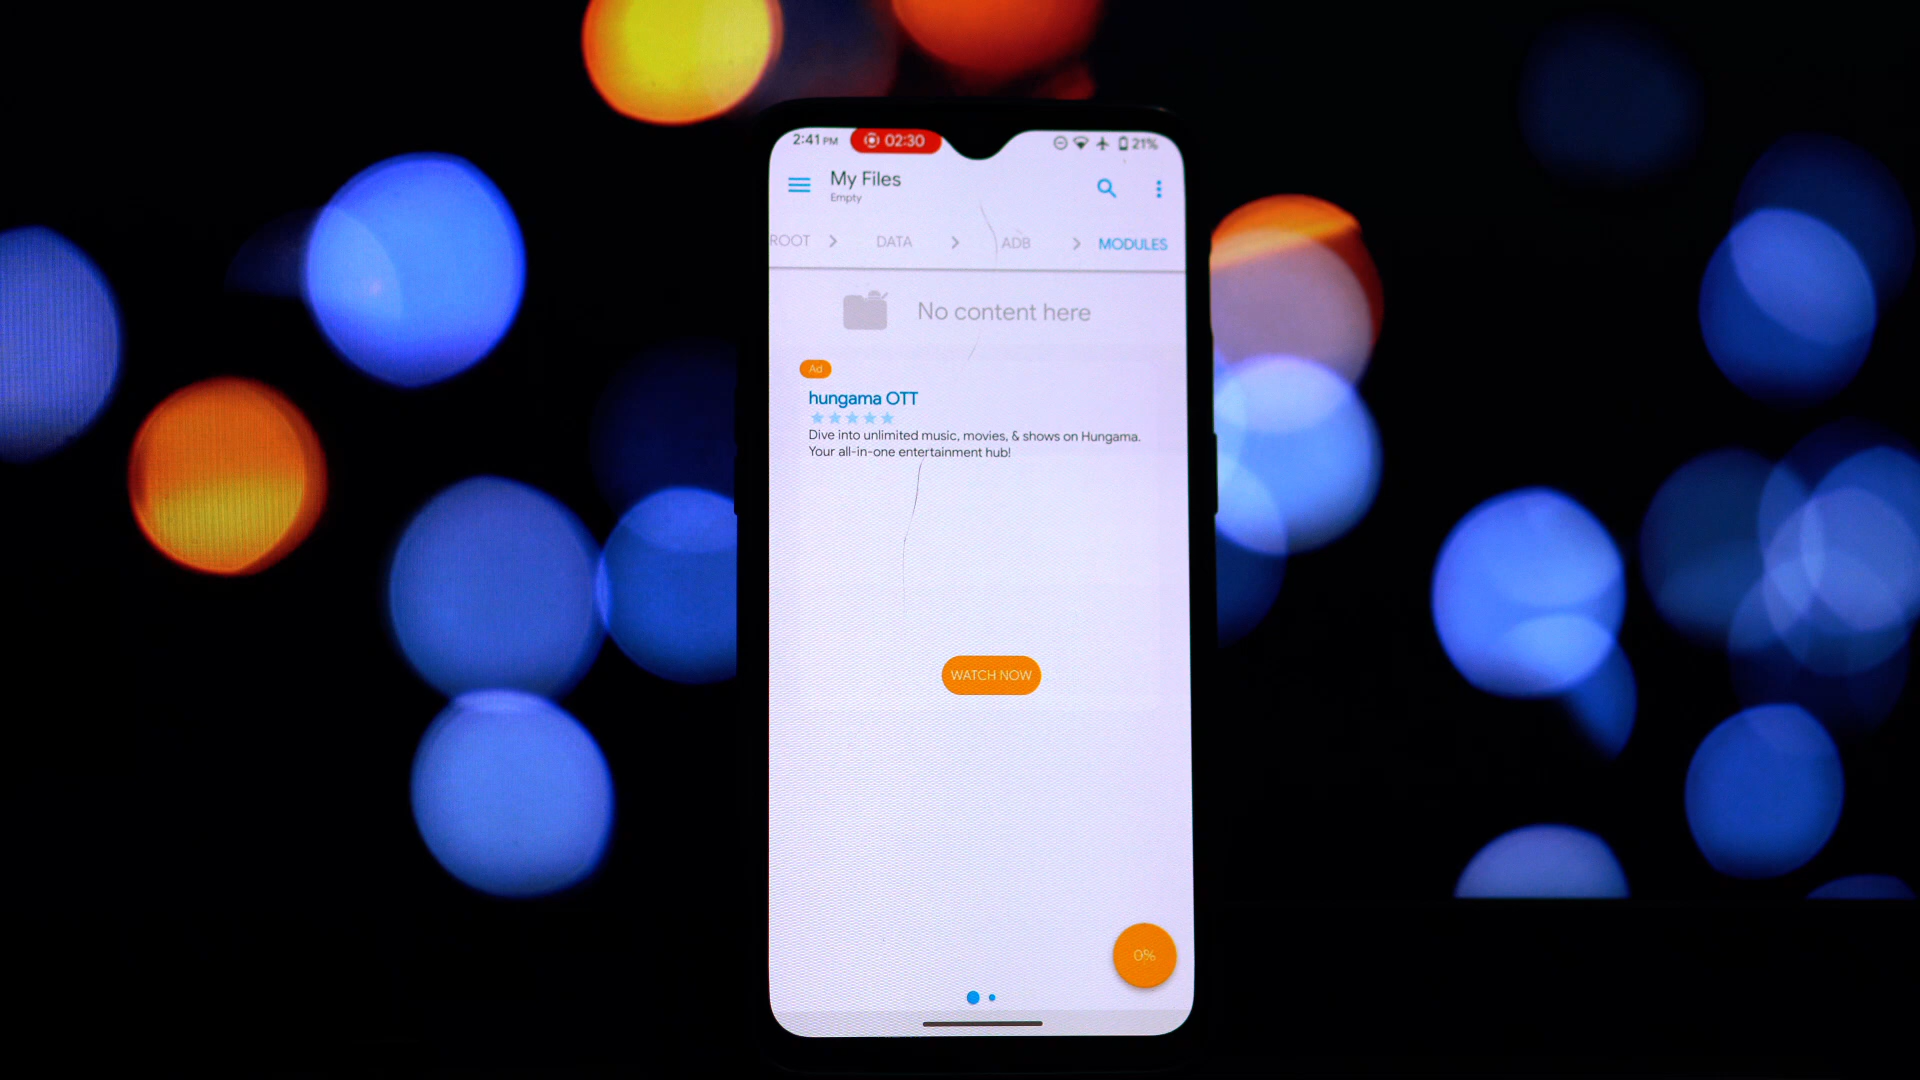 2:41 PM 02:30 21%
My Files
Empty
ROOT DATA ADB MODULES
No content here
Ad
hungama OTT
Dive into unlimited music, movies, & shows on Hungama.
Your all-in-one entertainment hub!
WATCH NOW
0%